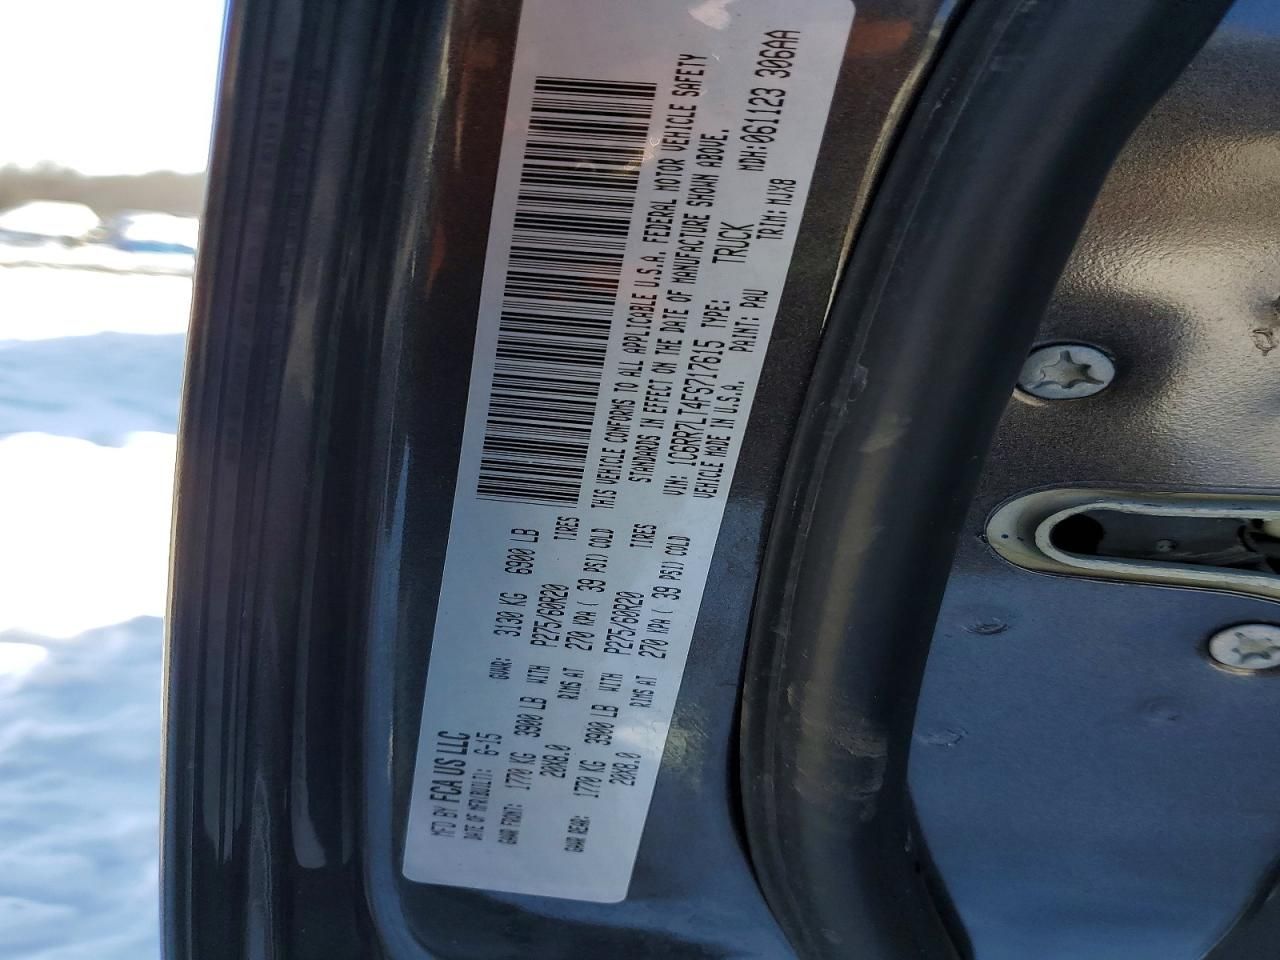 MFD BY FCA US LLC
DATE OF MFR(BUILT): 6-15 GVWR: 3130 KG 6900 LB
GAWR FRONT: 1770 KG 3900 LB WITH P275/60R20 TIRES
20X8.0 RIMS AT 270 KPA ( 39 PSI) COLD
GAWR REAR: 1770 KG 3900 LB WITH P275/60R20 TIRES
20X8.0 RIMS AT 270 KPA ( 39 PSI) COLD
THIS VEHICLE CONFORMS TO ALL APPLICABLE U.S.A. FEDERAL MOTOR VEHICLE SAFETY
STANDARDS IN EFFECT ON THE DATE OF MANUFACTURE SHOWN ABOVE.
VIN: 1C6RR7LT4FS717615 TYPE: TRUCK MDH: 061123 306AA
VEHICLE MADE IN U.S.A. PAINT: PAU TRIM: MJX8